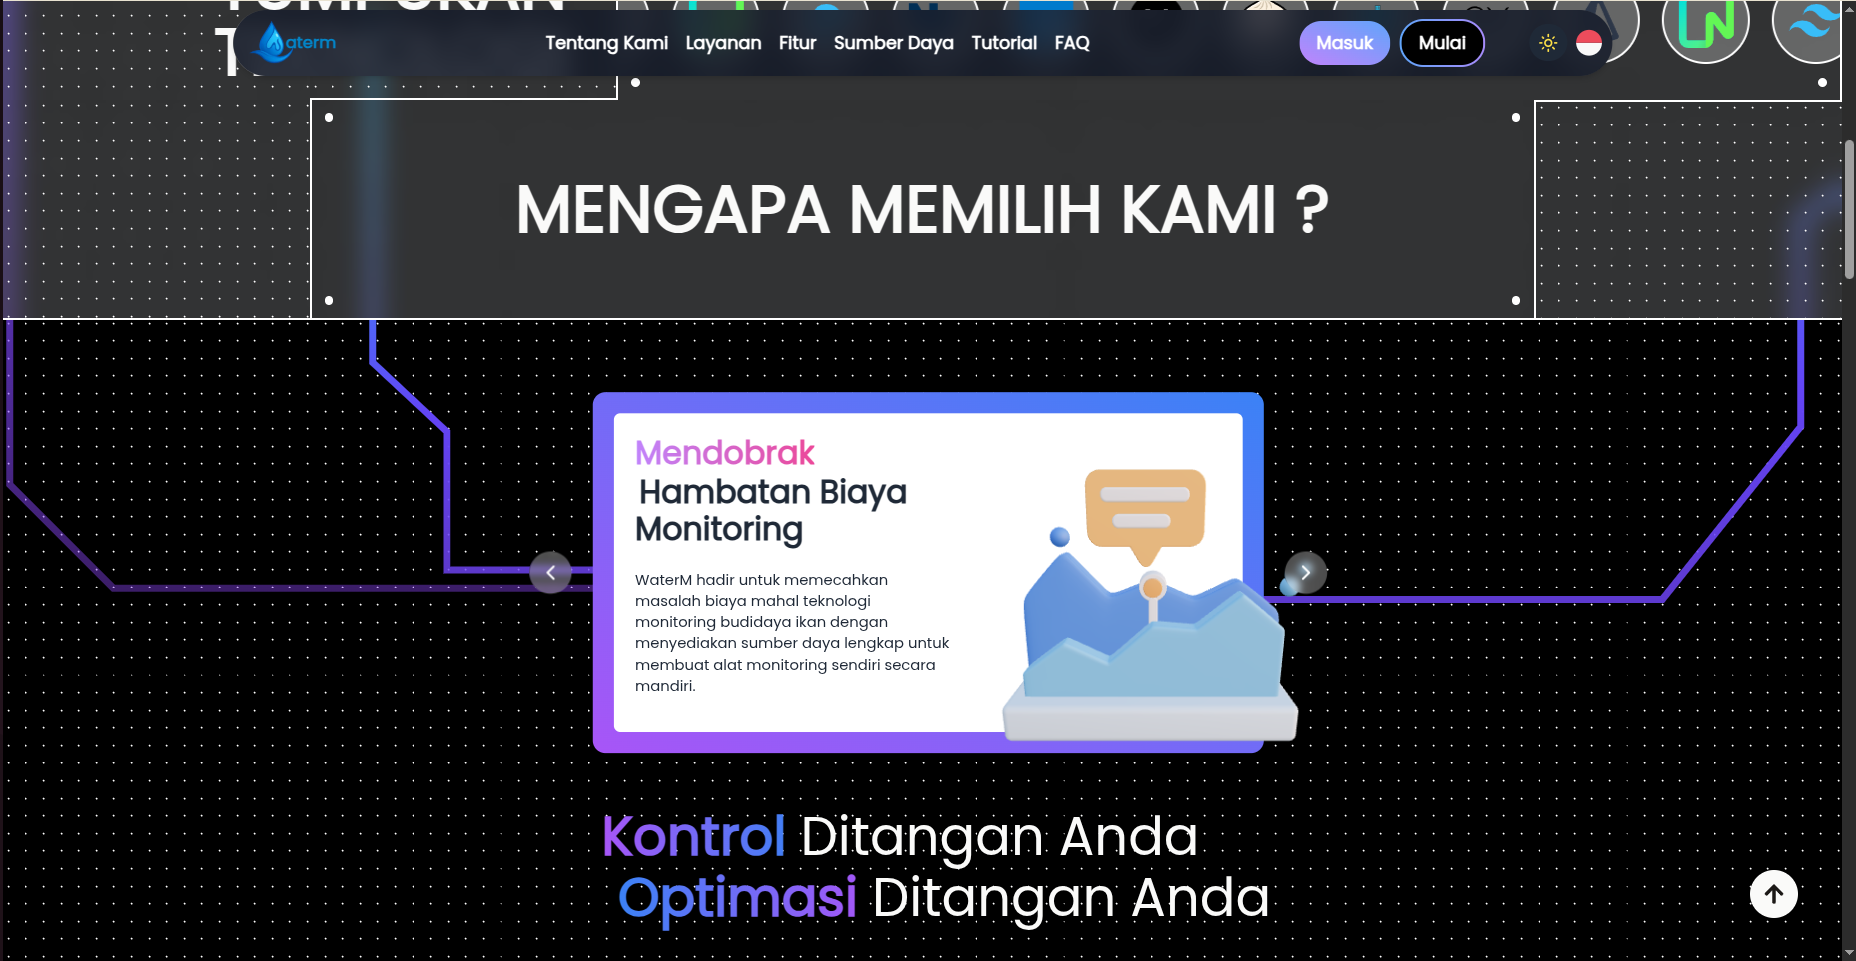 aterm
Tentang Kami
Layanan
Fitur
Sumber Daya
Tutorial
FAQ
Masuk
Mulai
MENGAPA MEMILIH KAMI ?
Mendobrak
Hambatan Biaya
Monitoring
WaterM hadir untuk memecahkan
masalah biaya mahal teknologi
monitoring budidaya ikan dengan
menyediakan sumber daya lengkap untuk
membuat alat monitoring sendiri secara
mandiri.
Kontrol Ditangan Anda
Optimasi Ditangan Anda